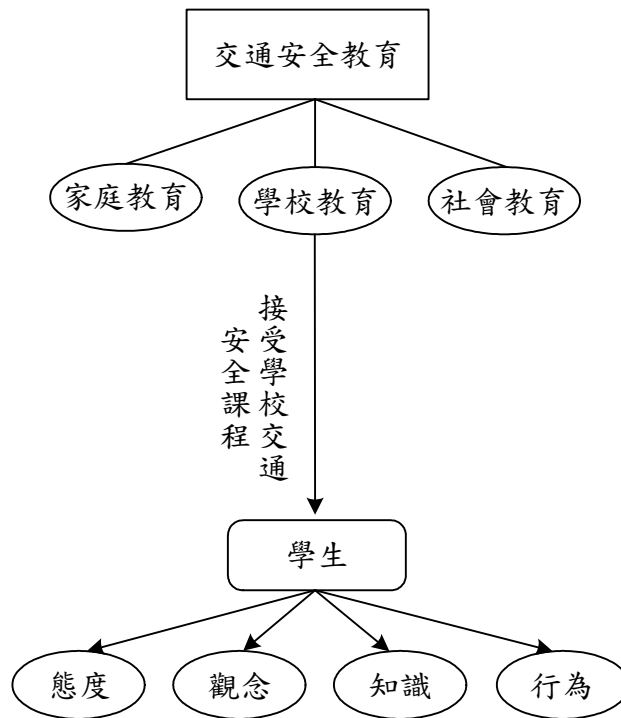 交通安全教育
家庭教育
學校教育
社會教育
接受學校交通
安全課程
學生
態度
觀念
知識
行為